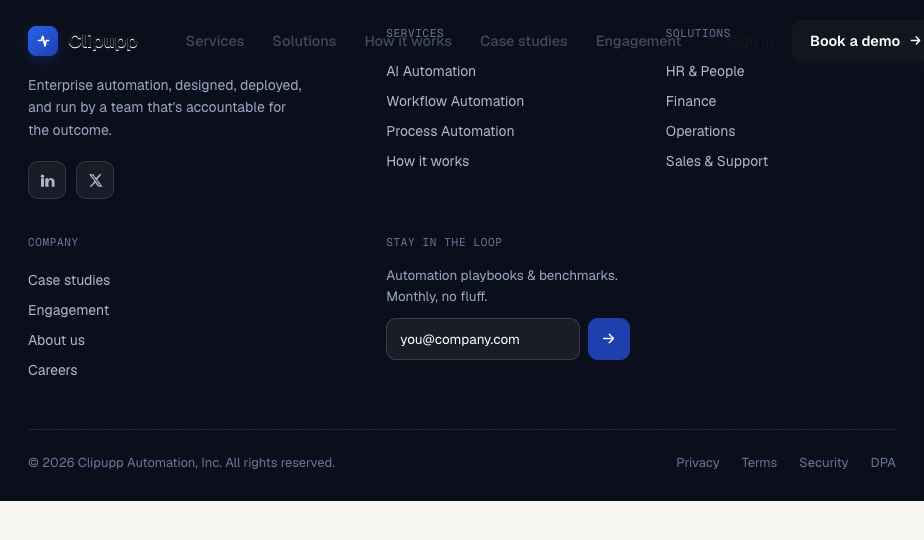 Clipupp
Services
Solutions
How it works
Case studies
Engagement
Book a demo →
Enterprise automation, designed, deployed,
and run by a team that's accountable for
the outcome.
in
X
SERVICES
AI Automation
Workflow Automation
Process Automation
How it works
SOLUTIONS
HR & People
Finance
Operations
Sales & Support
COMPANY
Case studies
Engagement
About us
Careers
STAY IN THE LOOP
Automation playbooks & benchmarks.
Monthly, no fluff.
you@company.com
→
© 2026 Clipupp Automation, Inc. All rights reserved.
Privacy
Terms
Security
DPA